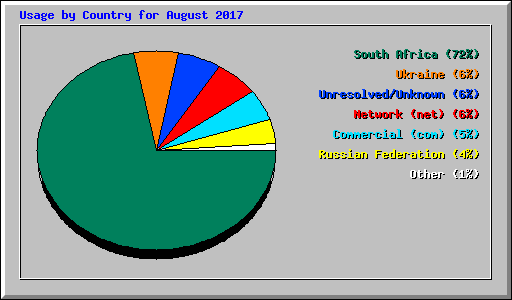 Usage by Country for August 2017
South Africa (72%)
Ukraine (6%)
Unresolved/Unknown (6%)
Network (net) (6%)
Commercial (com) (5%)
Russian Federation (4%)
Other (1%)